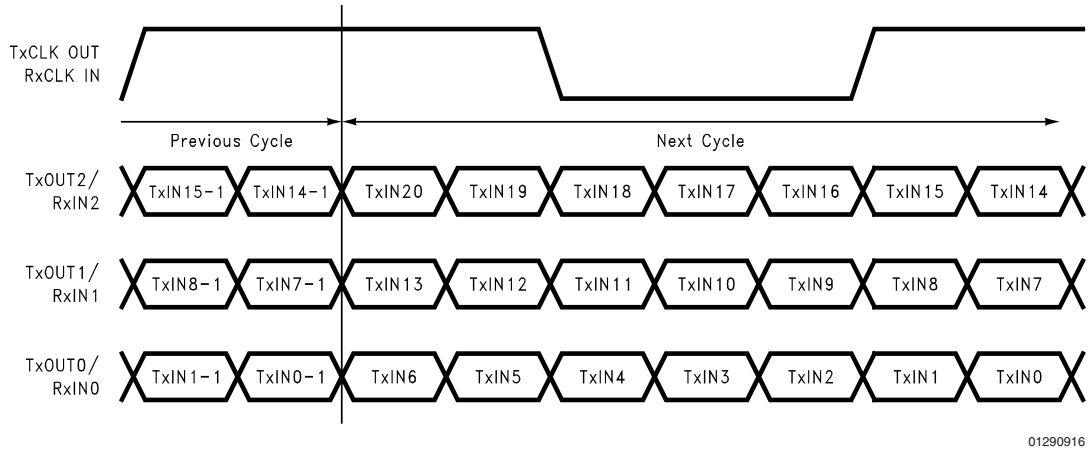 TxCLK OUT
RxCLK IN
Previous Cycle
Next Cycle
TxOUT2/
RxIN2
TxIN15-1 TxIN14-1 TxIN20 TxIN19 TxIN18 TxIN17 TxIN16 TxIN15 TxIN14
TxOUT1/
RxIN1
TxIN8-1 TxIN7-1 TxIN13 TxIN12 TxIN11 TxIN10 TxIN9 TxIN8 TxIN7
TxOUT0/
RxIN0
TxIN1-1 TxIN0-1 TxIN6 TxIN5 TxIN4 TxIN3 TxIN2 TxIN1 TxIN0
01290916